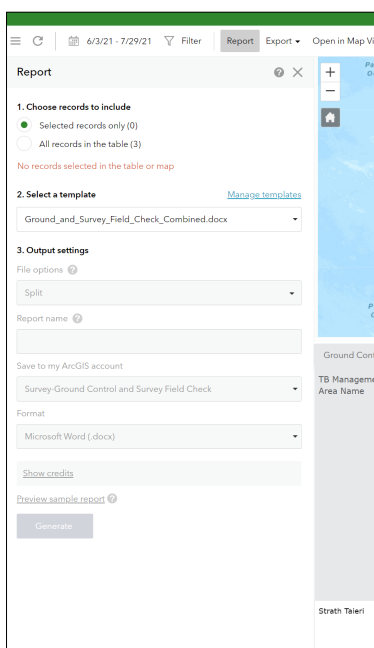 6/3/21 - 7/29/21 Filter Report Export Open in Map Vi
Report
1. Choose records to include
Selected records only (0)
All records in the table (3)
No records selected in the table or map
2. Select a template Manage templates
Ground_and_Survey_Field_Check_Combined.docx
3. Output settings
File options
Split
Report name
Save to my ArcGIS account
Survey-Ground Control and Survey Field Check
Format
Microsoft Word (.docx)
Show credits
Preview sample report
Generate
Pa
O
P
Ground Cont
TB Manageme
Area Name
Strath Taieri